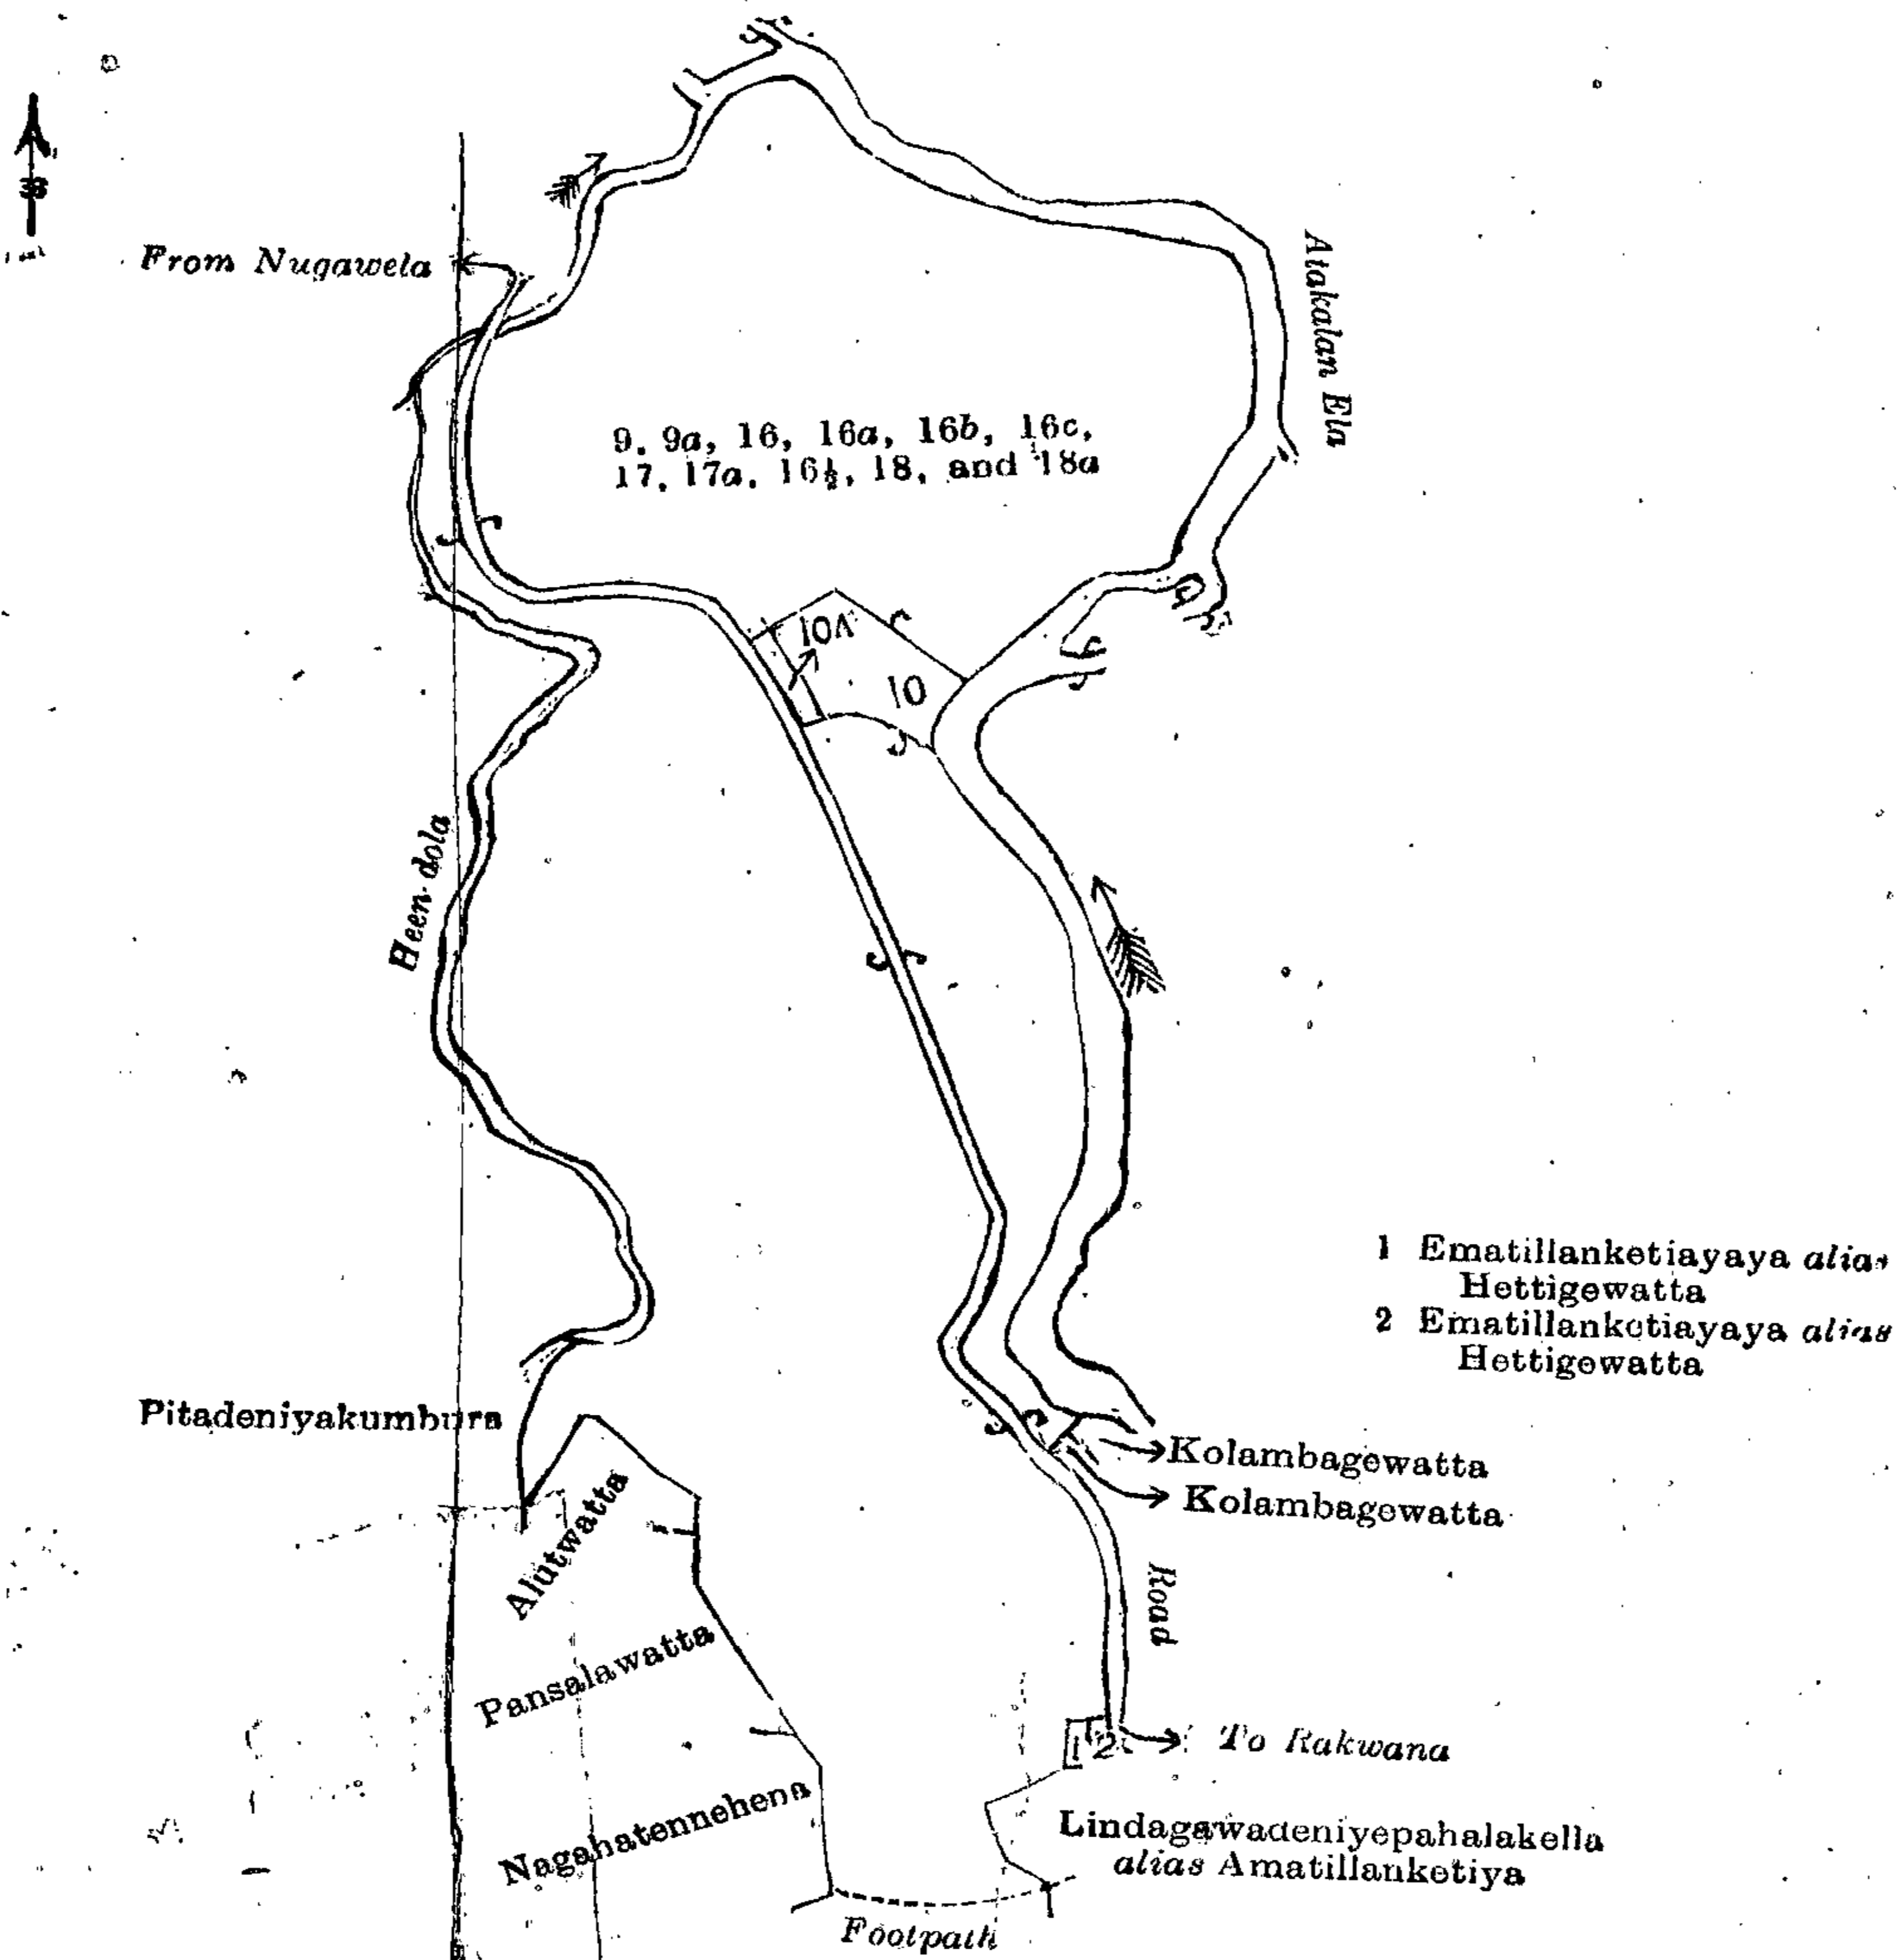 From Nugawela
Atakalan Ela
9, 9a, 16, 16a, 16b, 16c,
17, 17a, 16½, 18, and 18a
10A
10
Heen-dola
1 Ematillanketiayaya alias
Hettigewatta
2 Ematillanketiayaya alias
Hettigewatta
Pitadeniyakumbura
Kolambagewatta
Kolambagewatta
Alutwatta
Road
Pansalawatta
1 2
To Rakwana
Nagahatennehena
Lindagawadeniyepahalakella
alias Amatillanketiya
Footpath